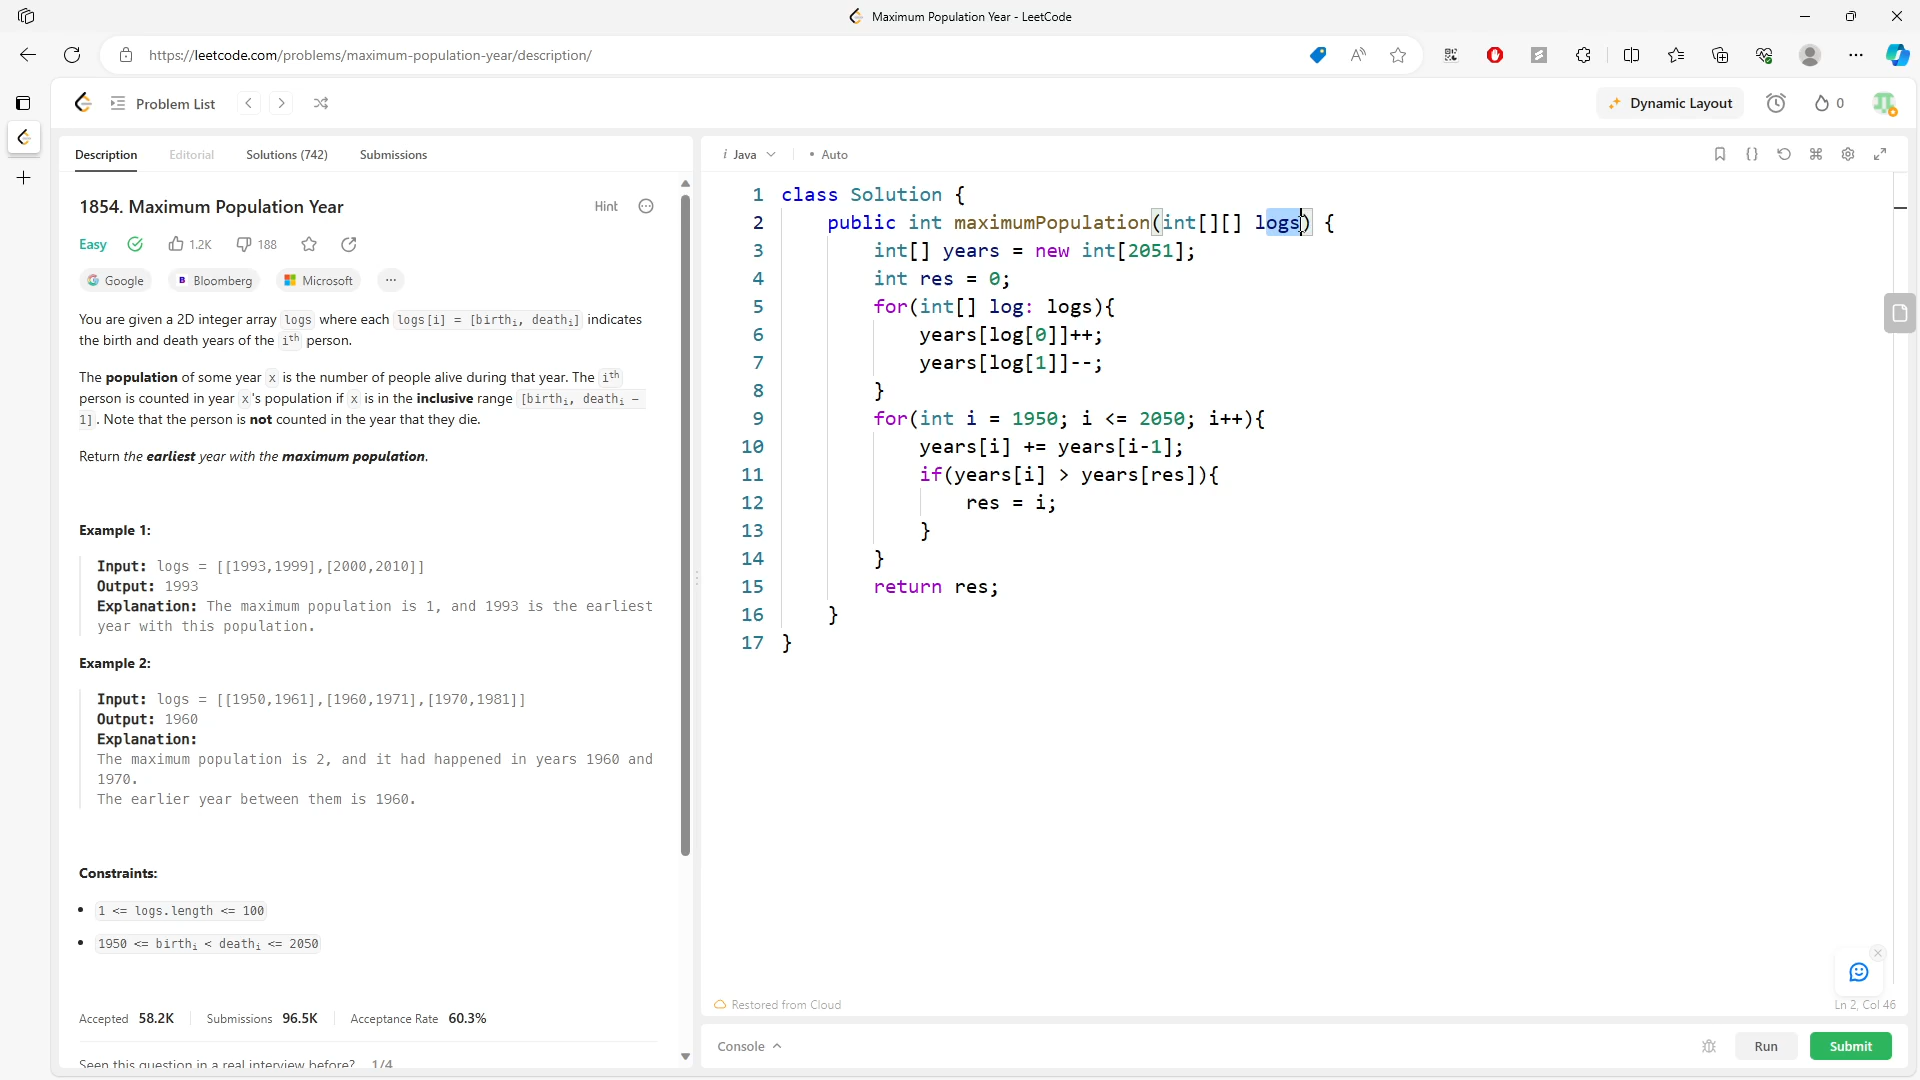 Maximum Population Year - LeetCode
https://leetcode.com/problems/maximum-population-year/description/
Problem List
Dynamic Layout
0
Description
Editorial
Solutions (742)
Submissions
1854. Maximum Population Year
Hint
Easy
1.2K
188
Google
Bloomberg
Microsoft
You are given a 2D integer array logs where each logs[i] = [birthᵢ, deathᵢ] indicates
the birth and death years of the iᵗʰ person.
The population of some year x is the number of people alive during that year. The iᵗʰ
person is counted in year x's population if x is in the inclusive range [birthᵢ, deathᵢ -
1]. Note that the person is not counted in the year that they die.
Return the earliest year with the maximum population.
Example 1:
Input: logs = [[1993,1999],[2000,2010]]
Output: 1993
Explanation: The maximum population is 1, and 1993 is the earliest
year with this population.
Example 2:
Input: logs = [[1950,1961],[1960,1971],[1970,1981]]
Output: 1960
Explanation:
The maximum population is 2, and it had happened in years 1960 and
1970.
The earlier year between them is 1960.
Constraints:
1 <= logs.length <= 100
1950 <= birthᵢ < deathᵢ <= 2050
Accepted 58.2K
Submissions 96.5K
Acceptance Rate 60.3%
Seen this question in a real interview before? 1/4
i Java
Auto
1 class Solution {
2 public int maximumPopulation(int[][] logs) {
3 int[] years = new int[2051];
4 int res = 0;
5 for(int[] log: logs){
6 years[log[0]]++;
7 years[log[1]]--;
8 }
9 for(int i = 1950; i <= 2050; i++){
10 years[i] += years[i-1];
11 if(years[i] > years[res]){
12 res = i;
13 }
14 }
15 return res;
16 }
17 }
Restored from Cloud
Ln 2, Col 46
Console
Run
Submit